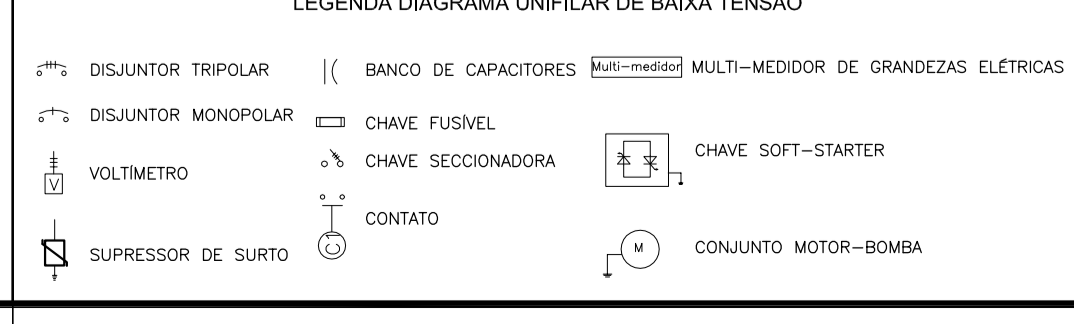 LEGENDA DIAGRAMA UNIFILAR DE BAIXA TENSÃO
DISJUNTOR TRIPOLAR
BANCO DE CAPACITORES
Multi-medidor
MULTI-MEDIDOR DE GRANDEZAS ELÉTRICAS
DISJUNTOR MONOPOLAR
CHAVE FUSÍVEL
CHAVE SECCIONADORA
CHAVE SOFT-STARTER
V
VOLTÍMETRO
CONTATO
C1
SUPRESSOR DE SURTO
M
CONJUNTO MOTOR-BOMBA